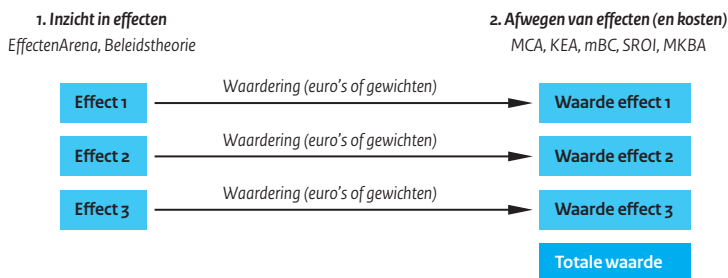 1. Inzicht in effecten
EffectenArena, Beleidstheorie
2. Afwegen van effecten (en kosten)
MCA, KEA, mBC, SROI, MKBA
Effect 1
Waardering (euro's of gewichten)
Waarde effect 1
Effect 2
Waardering (euro's of gewichten)
Waarde effect 2
Effect 3
Waardering (euro's of gewichten)
Waarde effect 3
Totale waarde